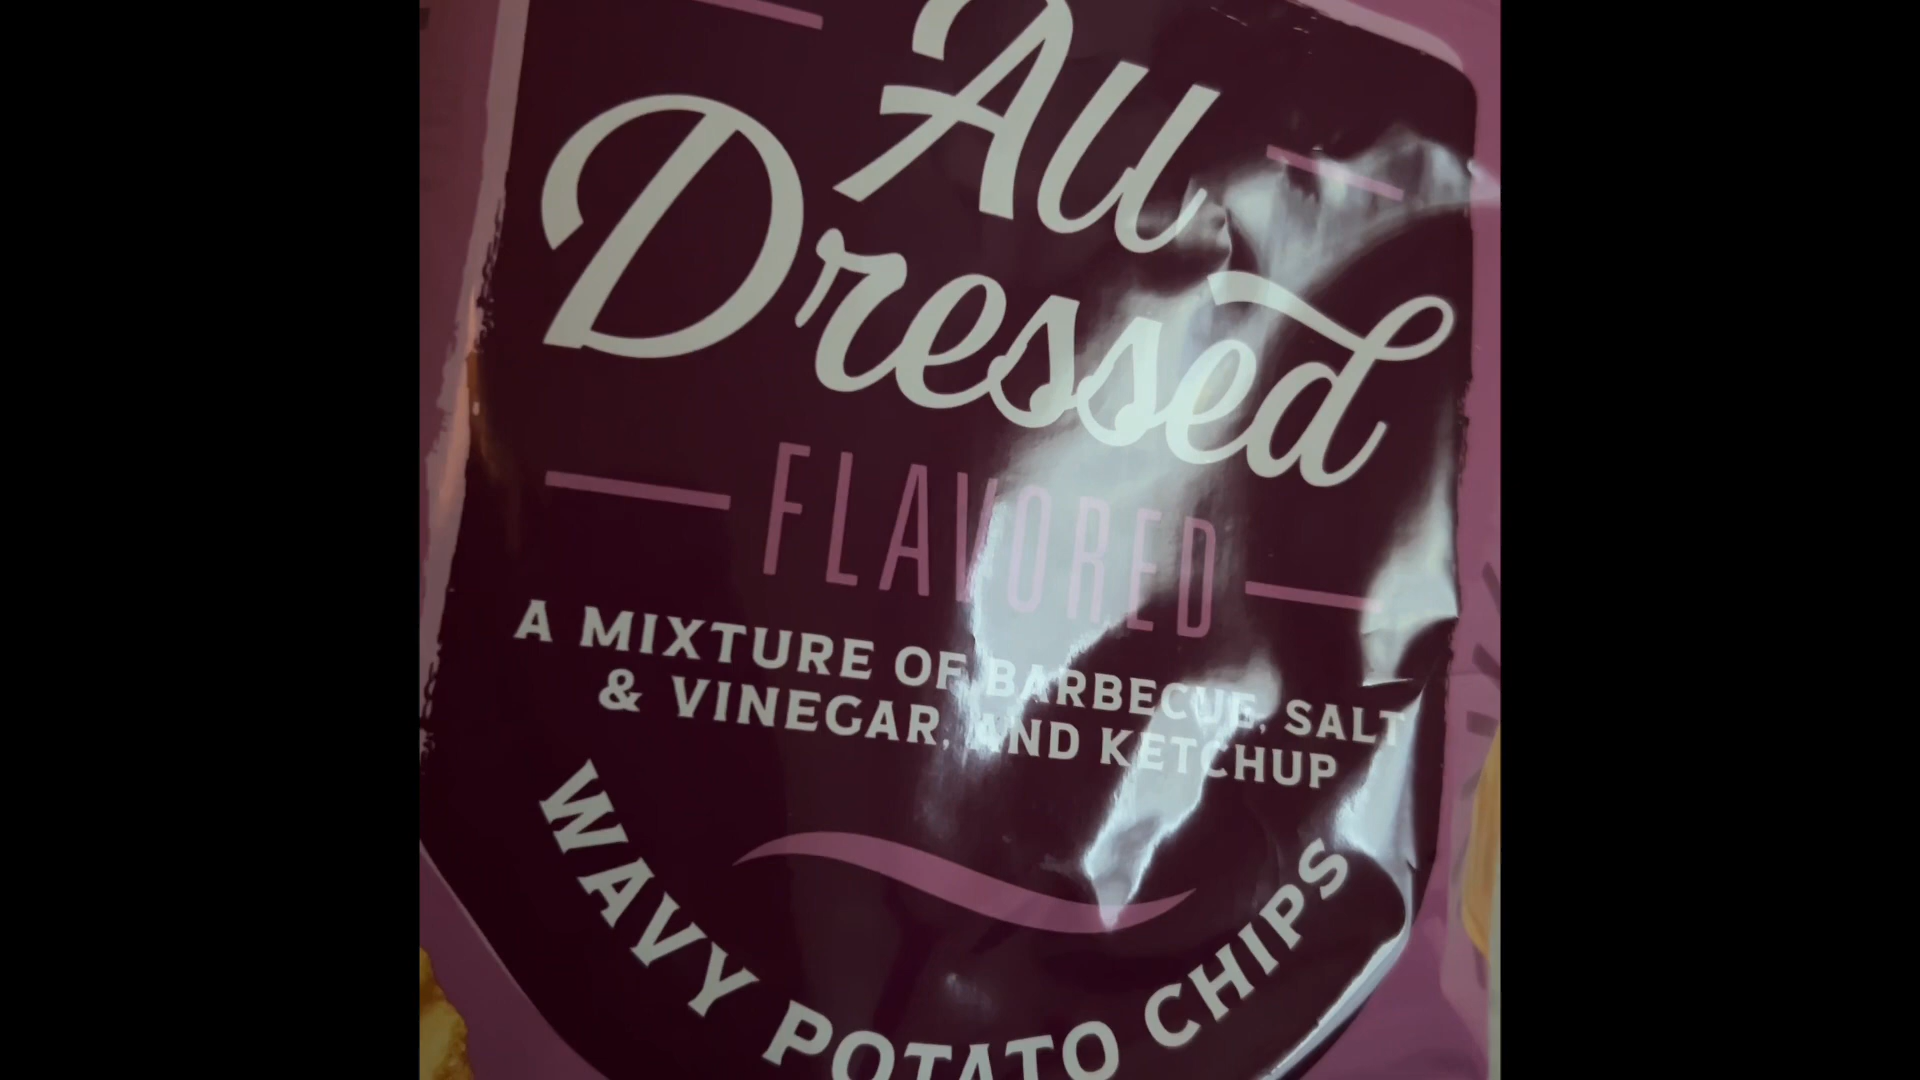 All
Dressed
FLAVORED
A MIXTURE OF BARBECUE, SALT
& VINEGAR, AND KETCHUP
WAVY POTATO CHIPS